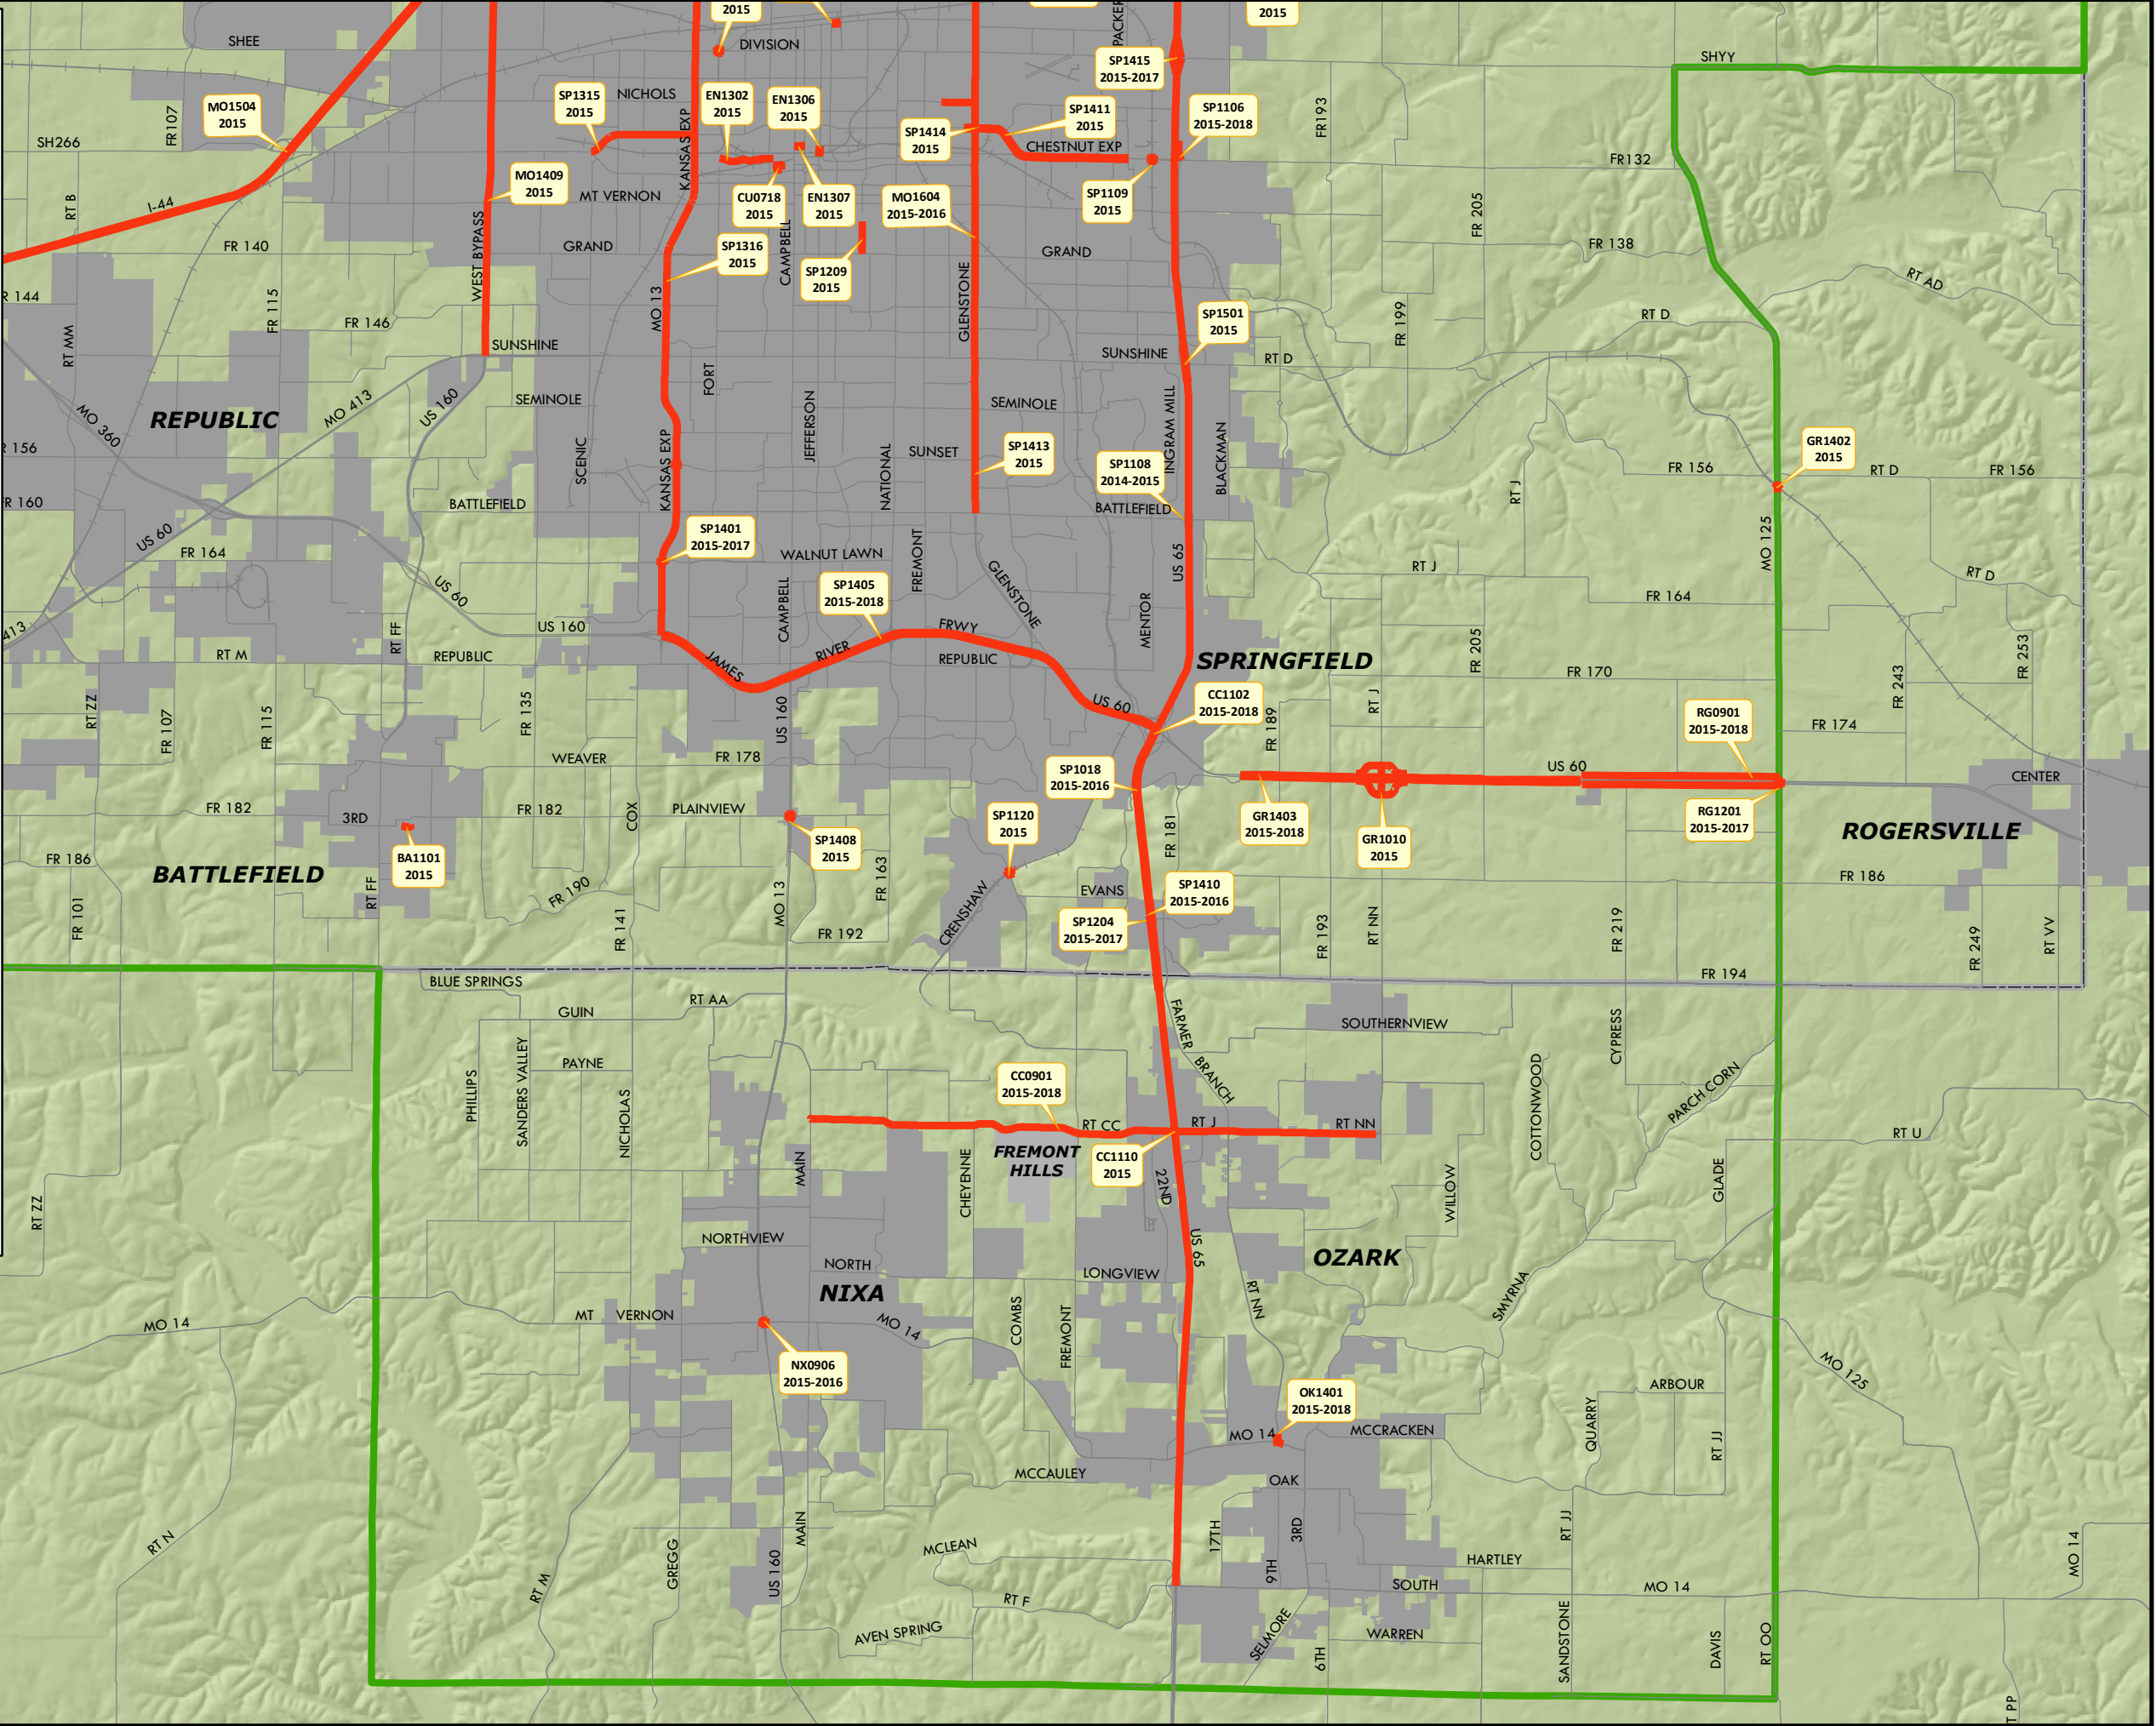 2015
2015
SHEE
DIVISION
PACKER
SP1415
2015-2017
SHYY
MO1504
2015
FR107
SP1315
2015
NICHOLS
EN1302
2015
EN1306
2015
SP1414
2015
SP1411
2015
SP1106
2015-2018
FR193
SH266
KANSAS EXP
CHESTNUT EXP
FR132
RT B
I-44
MO1409
2015
MT VERNON
CU0718
2015
EN1307
2015
MO1604
2015-2016
SP1109
2015
FR 205
WEST BYPASS
FR 140
GRAND
SP1316
2015
CAMPBELL
SP1209
2015
GRAND
FR 138
RT AD
R 144
FR 115
FR 146
MO 13
GLENSTONE
SP1501
2015
FR 199
RT D
RT MM
SUNSHINE
SUNSHINE
RT D
REPUBLIC
MO 360
MO 413
US 160
SEMINOLE
FORT
JEFFERSON
SEMINOLE
INGRAM MILL
BLACKMAN
R 156
SCENIC
KANSAS EXP
NATIONAL
SUNSET
SP1413
2015
SP1108
2014-2015
GR1402
2015
FR 156
RT D
FR 156
RT J
FR 160
BATTLEFIELD
BATTLEFIELD
MO 125
US 60
FR 164
SP1401
2015-2017
WALNUT LAWN
FREMONT
GLENSTONE
US 65
RT J
RT D
US 60
SP1405
2015-2018
CAMPBELL
MENTOR
FR 164
413
RT M
RT FF
US 160
REPUBLIC
JAMES
RIVER
FRWY
REPUBLIC
SPRINGFIELD
FR 205
FR 170
FR 243
FR 253
RT ZZ
FR 107
FR 115
FR 135
US 160
US 60
CC1102
2015-2018
FR 189
RT J
RG0901
2015-2018
FR 174
WEAVER
FR 178
SP1018
2015-2016
US 60
CENTER
FR 182
3RD
FR 182
COX
PLAINVIEW
SP1408
2015
SP1120
2015
FR 181
GR1403
2015-2018
GR1010
2015
RG1201
2015-2017
ROGERSVILLE
FR 186
BATTLEFIELD
BA1101
2015
RT FF
FR 190
FR 163
EVANS
SP1410
2015-2016
FR 186
FR 101
FR 141
MO 13
FR 192
CRENSHAW
SP1204
2015-2017
FR 193
RT NN
FR 219
FR 249
RT VV
BLUE SPRINGS
FR 194
RT AA
GUIN
FARMER BRANCH
SOUTHERNVIEW
CYPRESS
PHILLIPS
SANDERS VALLEY
PAYNE
NICHOLAS
CC0901
2015-2018
COTTONWOOD
PARCH CORN
RT CC
RT J
RT NN
RT U
FREMONT
HILLS
CC1110
2015
MAIN
CHEYENNE
22ND
WILLOW
GLADE
RT ZZ
NORTHVIEW
NORTH
US 65
OZARK
LONGVIEW
NIXA
RT NN
SMYRNA
MO 14
MT VERNON
MO 14
COMBS
FREMONT
NX0906
2015-2016
MO 125
OK1401
2015-2018
ARBOUR
QUARRY
MO 14
MCCRACKEN
RT JJ
MCCAULEY
OAK
RT N
MAIN
17TH
3RD
RT JJ
MO 14
GREGG
US 160
RT M
MCLEAN
9TH
HARTLEY
RT F
SOUTH
MO 14
AVEN SPRING
SELMORE
6TH
WARREN
SANDSTONE
DAVIS
RT OO
T PP